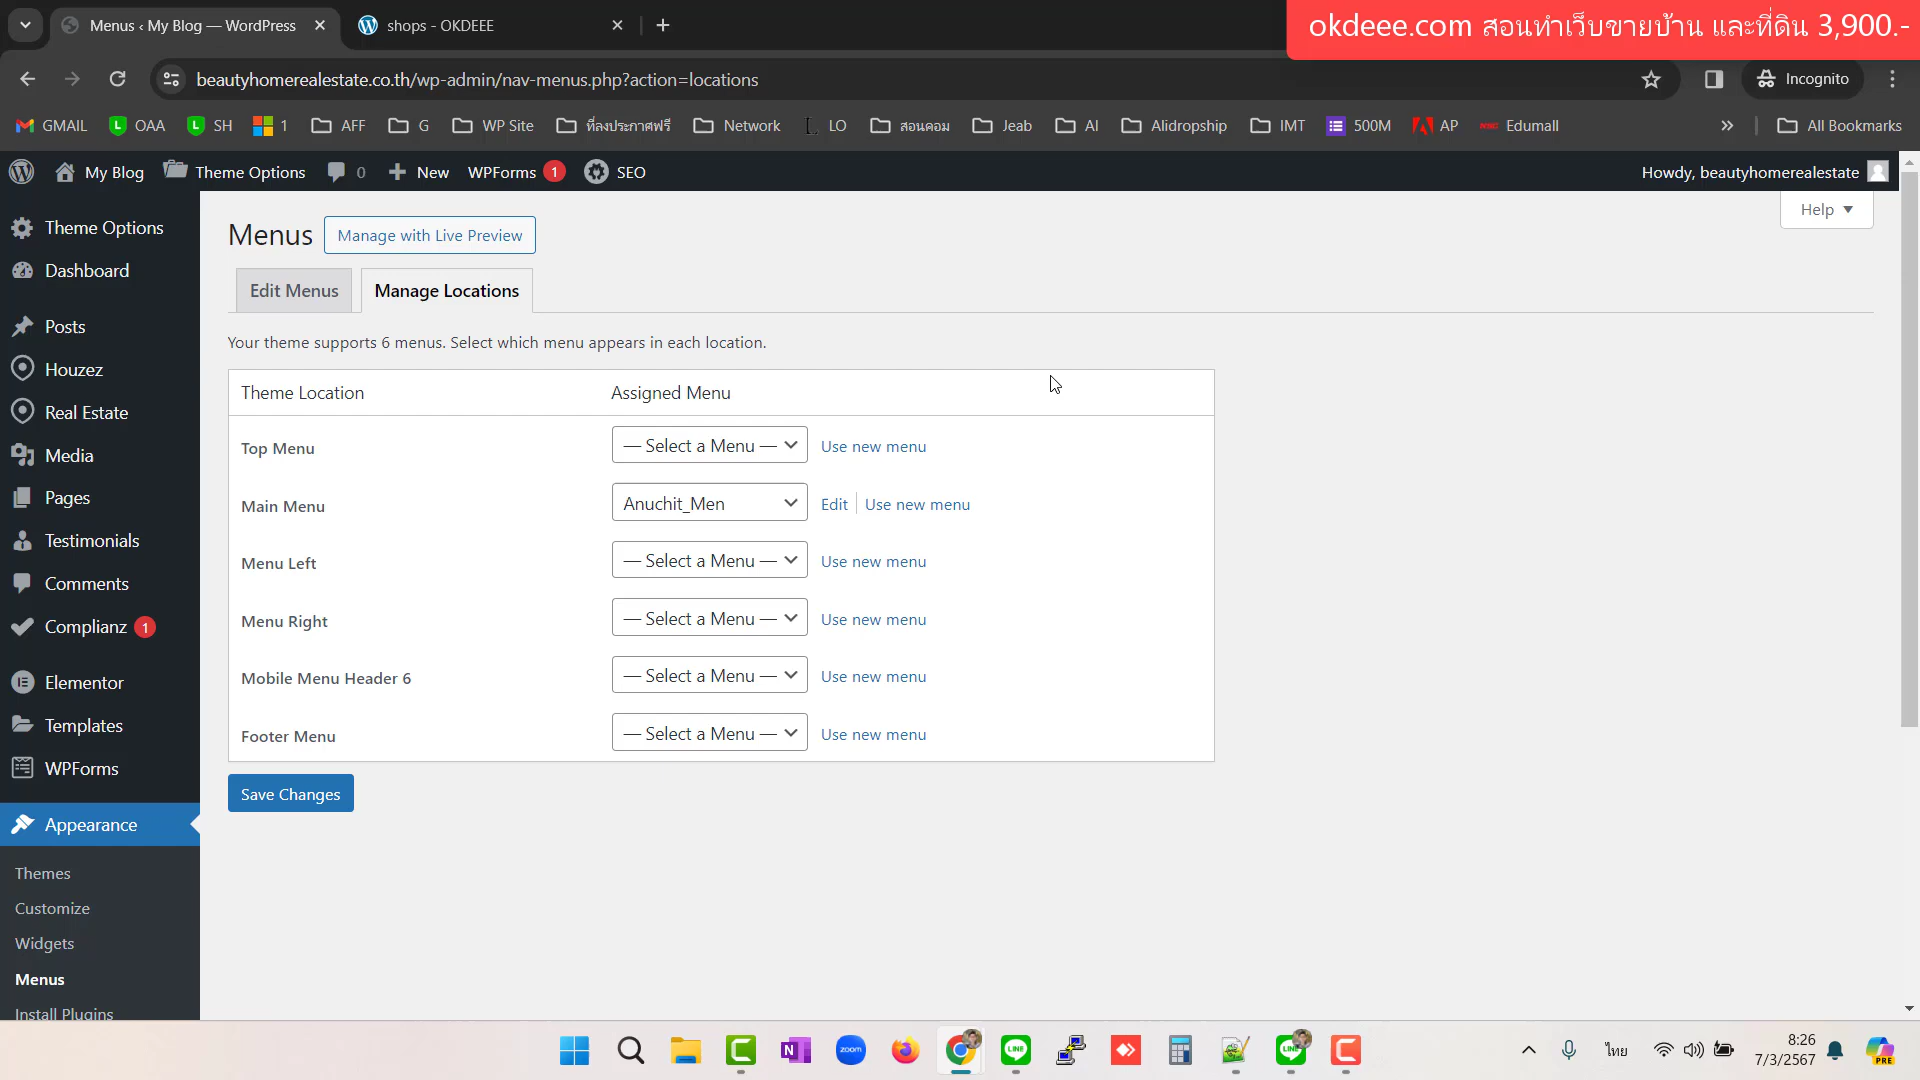 Menus ‹ My Blog — WordPress
shops - OKDEEE
okdeee.com สอนทำเว็บขายบ้าน และที่ดิน 3,900.-
beautyhomerealestate.co.th/wp-admin/nav-menus.php?action=locations
Incognito
GMAIL OAA SH 1 AFF G WP Site ที่ลงประกาศฟรี Network LO สอนคอม Jeab AI Alidropship IMT 500M AP Edumall » All Bookmarks
My Blog Theme Options 0 New WPForms 1 SEO Howdy, beautyhomerealestate
Help
Theme Options
Dashboard
Posts
Houzez
Real Estate
Media
Pages
Testimonials
Comments
Complianz 1
Elementor
Templates
WPForms
Appearance
Themes
Customize
Widgets
Menus
Install Plugins
Menus Manage with Live Preview
Edit Menus Manage Locations
Your theme supports 6 menus. Select which menu appears in each location.
Theme Location Assigned Menu
Top Menu — Select a Menu — Use new menu
Main Menu Anuchit_Men Edit Use new menu
Menu Left — Select a Menu — Use new menu
Menu Right — Select a Menu — Use new menu
Mobile Menu Header 6 — Select a Menu — Use new menu
Footer Menu — Select a Menu — Use new menu
Save Changes
zoom
LINE
ไทย
8:26
7/3/2567
PRE